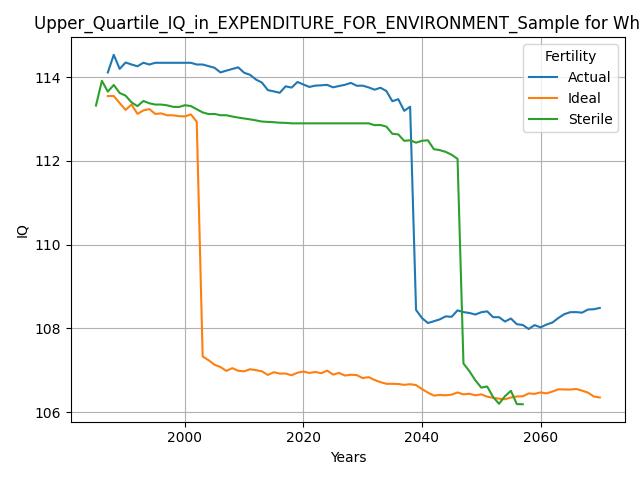 Upper_Quartile_IQ_in_EXPENDITURE_FOR_ENVIRONMENT_Sample for Wh
Fertility
Actual
Ideal
Sterile
114
112
110
108
106
IQ
2000
2020
2040
2060
Years